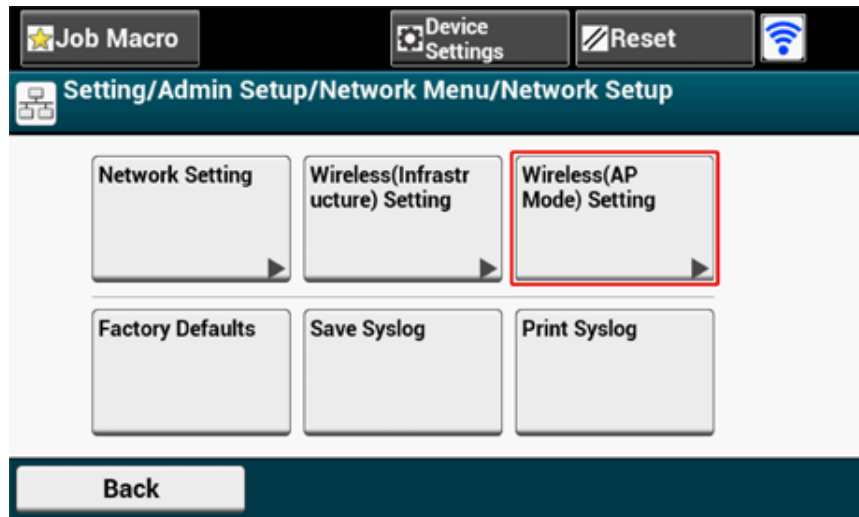 Job Macro
Device
Settings
Reset
Setting/Admin Setup/Network Menu/Network Setup
Network Setting
Wireless(Infrastr
ucture) Setting
Wireless(AP
Mode) Setting
Factory Defaults
Save Syslog
Print Syslog
Back